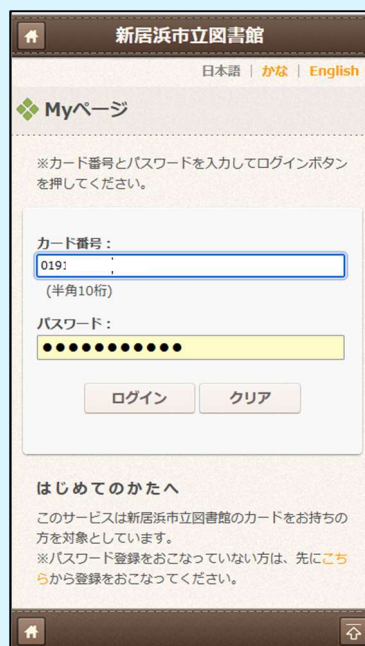 新居浜市立図書館
日本語 | かな | English
Myページ
※カード番号とパスワードを入力してログインボタン
を押してください。
カード番号：
0191
(半角10桁)
パスワード：
●●●●●●●●●●●
ログイン クリア
はじめてのかたへ
このサービスは新居浜市立図書館のカードをお持ちの
方を対象としています。
※パスワード登録をおこなっていない方は、先にこち
らから登録をおこなってください。